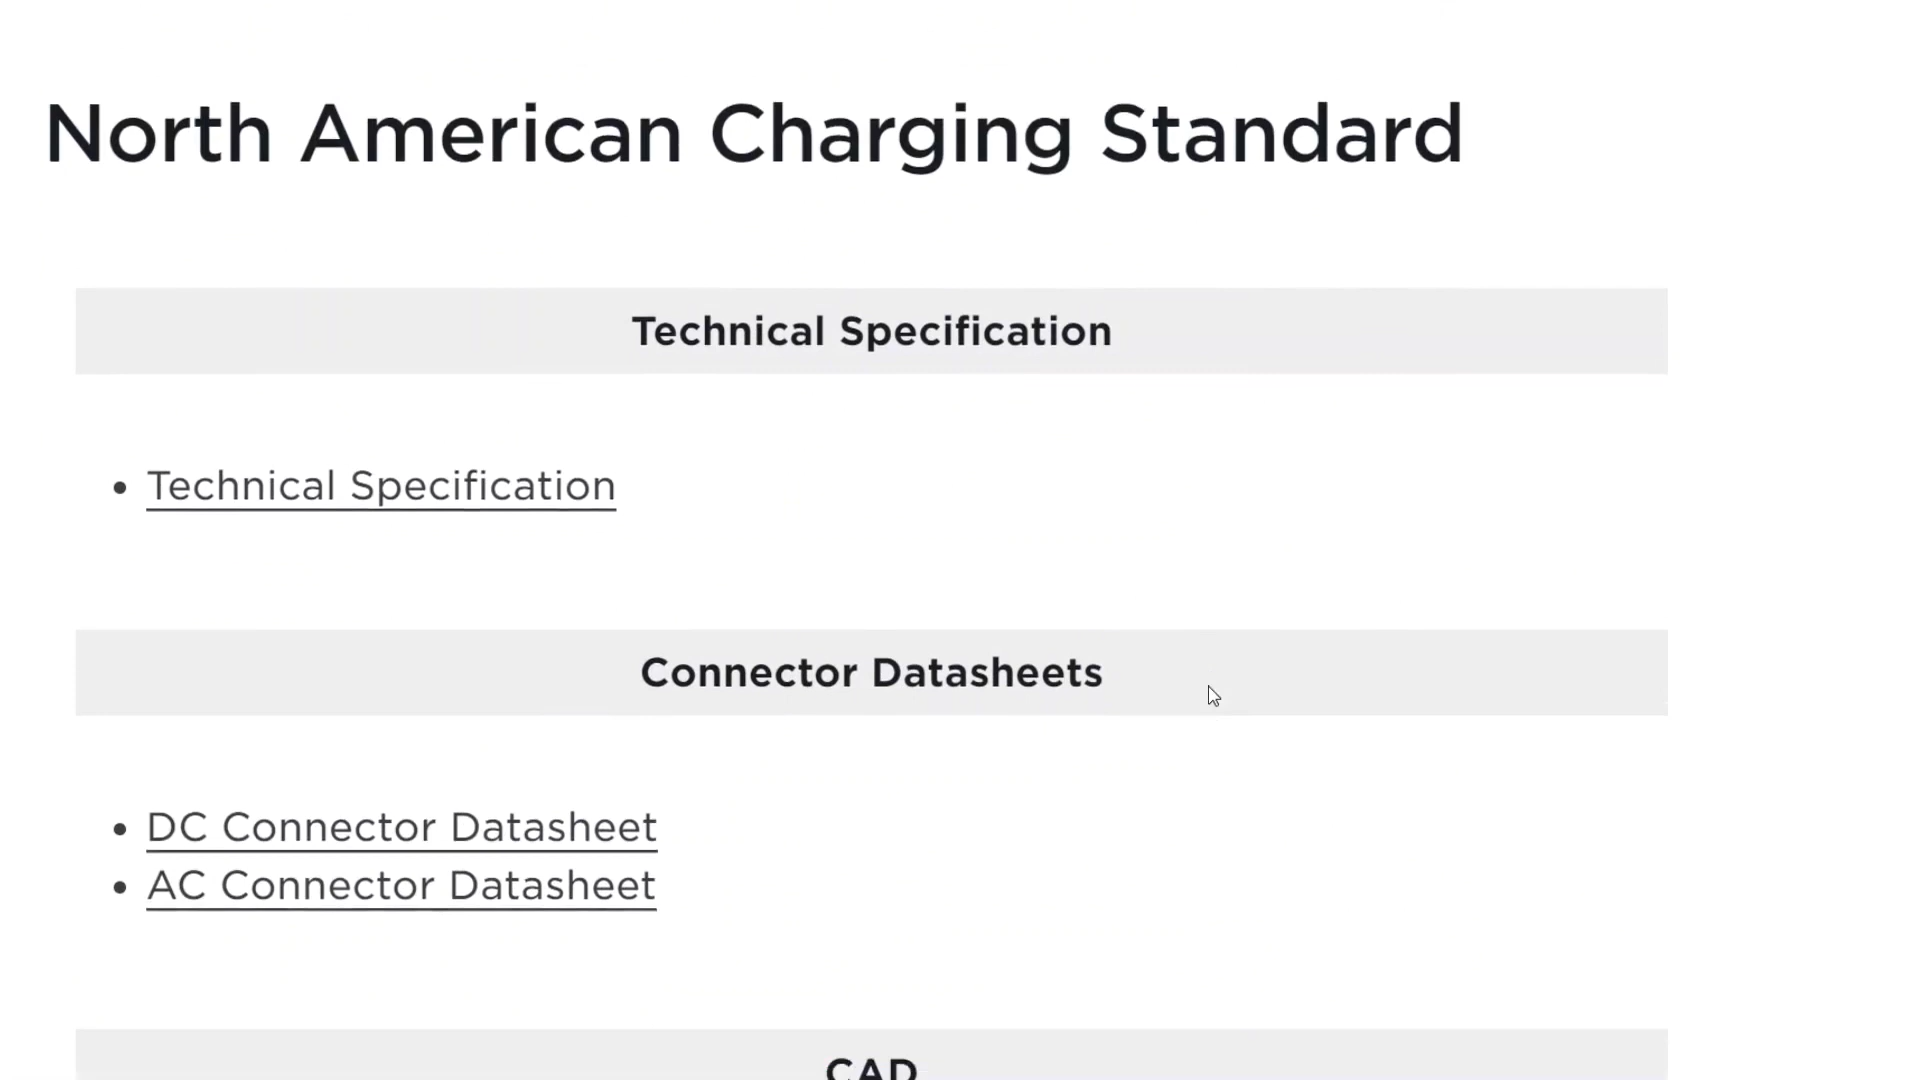 North American Charging Standard
Technical Specification
Technical Specification
Connector Datasheets
DC Connector Datasheet
AC Connector Datasheet
CAD